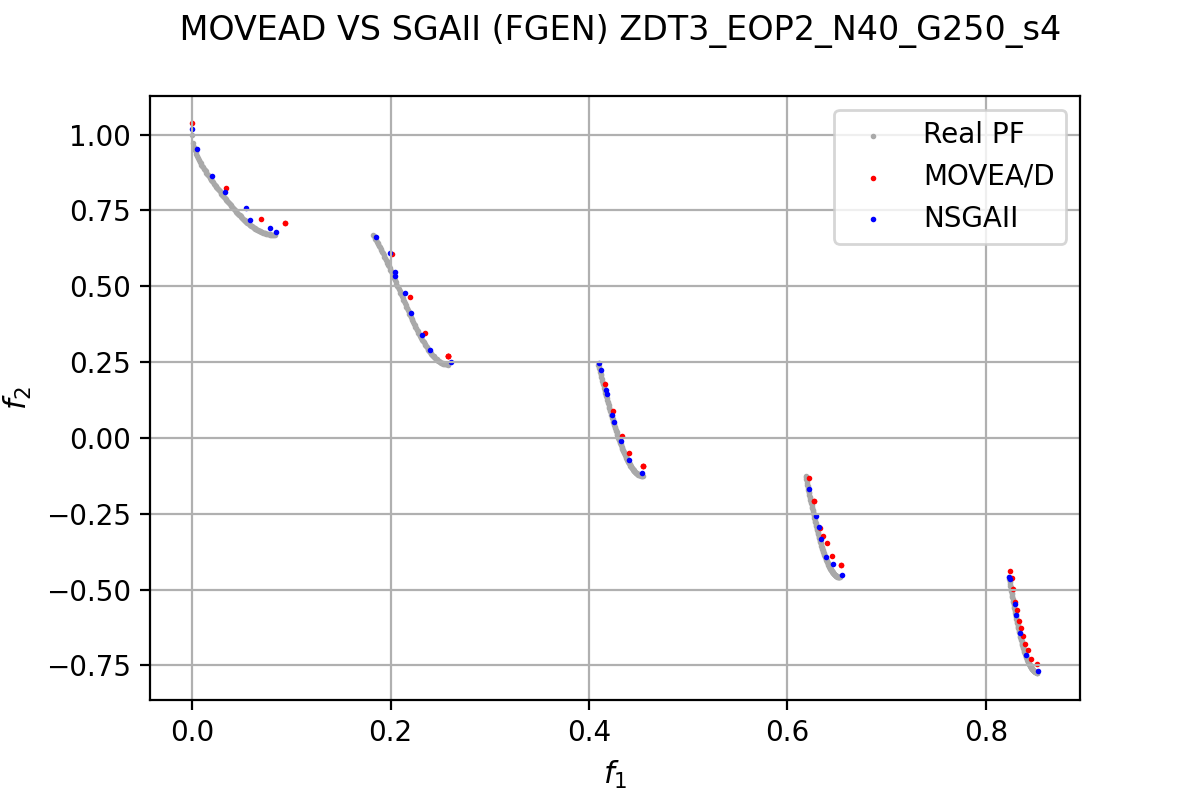 MOVEAD VS SGAII (FGEN) ZDT3_EOP2_N40_G250_s4
Real PF
MOVEA/D
NSGAII
1.00
0.75
0.50
0.25
0.00
−0.25
−0.50
−0.75
f2
0.0 0.2 0.4 0.6 0.8
f1